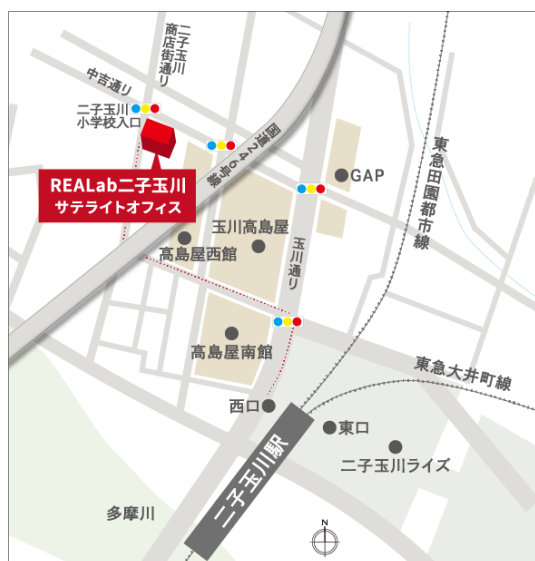 二子玉川
商店街通り
中吉通り
二子玉川
小学校入口
国道246号線
REALab二子玉川
サテライトオフィス
GAP
東急田園都市線
玉川高島屋
玉川通り
高島屋西館
高島屋南館
東急大井町線
西口
東口
二子玉川ライズ
二子玉川駅
多摩川
N